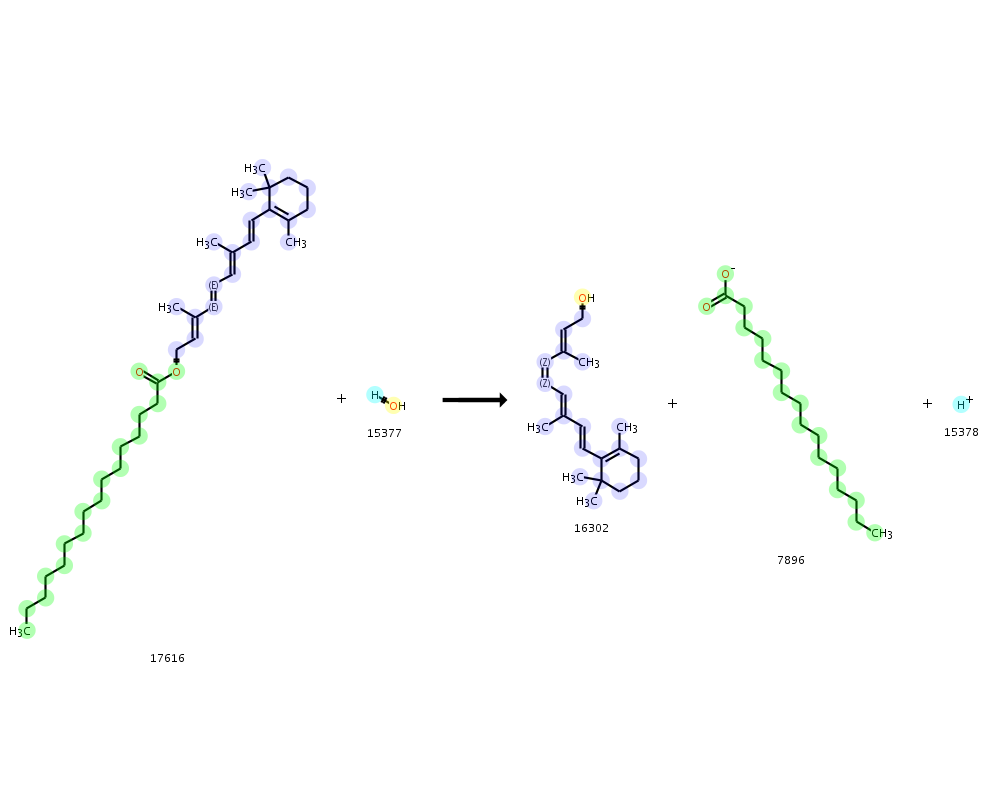 H₃C
H₃C
H₃C
CH₃
(E)
H₃C
(E)
O
O
H₃C
17616
+
H
OH
15377
OH
CH₃
(Z)
(Z)
H₃C
CH₃
H₃C
H₃C
16302
+
O⁻
O
CH₃
7896
+
H⁺
15378